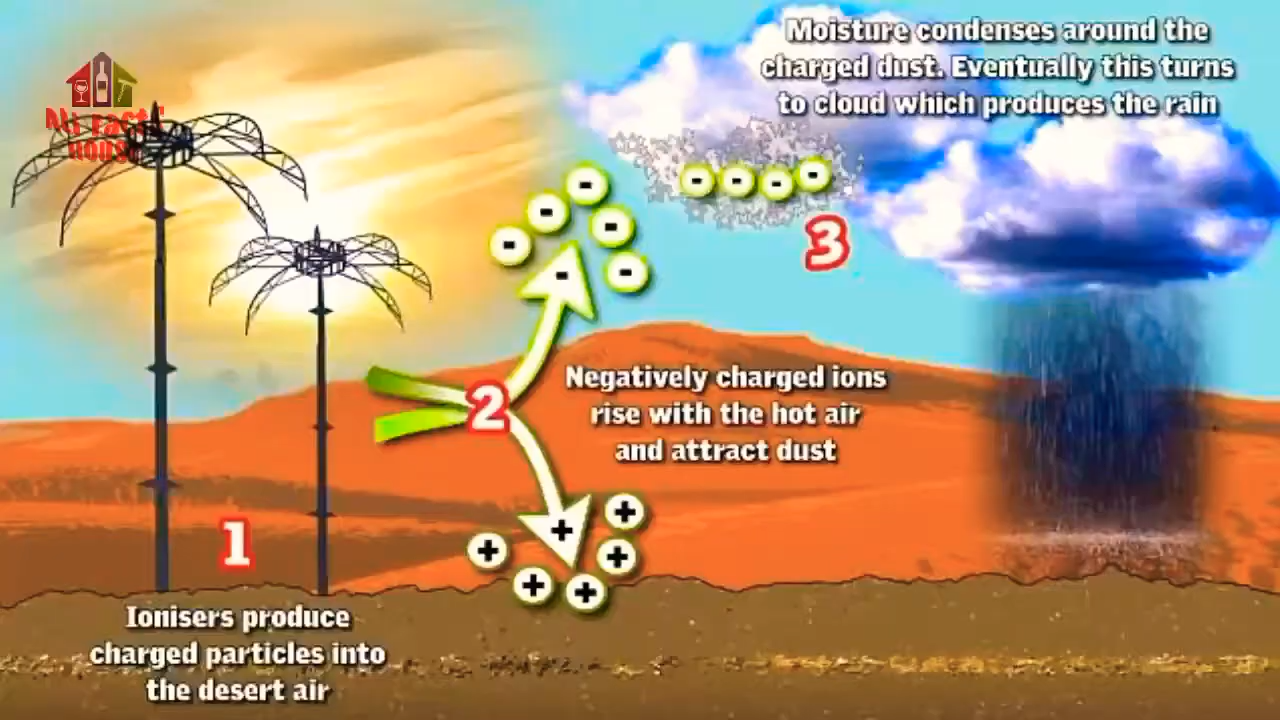 Moisture condenses around the
charged dust. Eventually this turns
to cloud which produces the rain
3
2
Negatively charged ions
rise with the hot air
and attract dust
1
Ionisers produce
charged particles into
the desert air